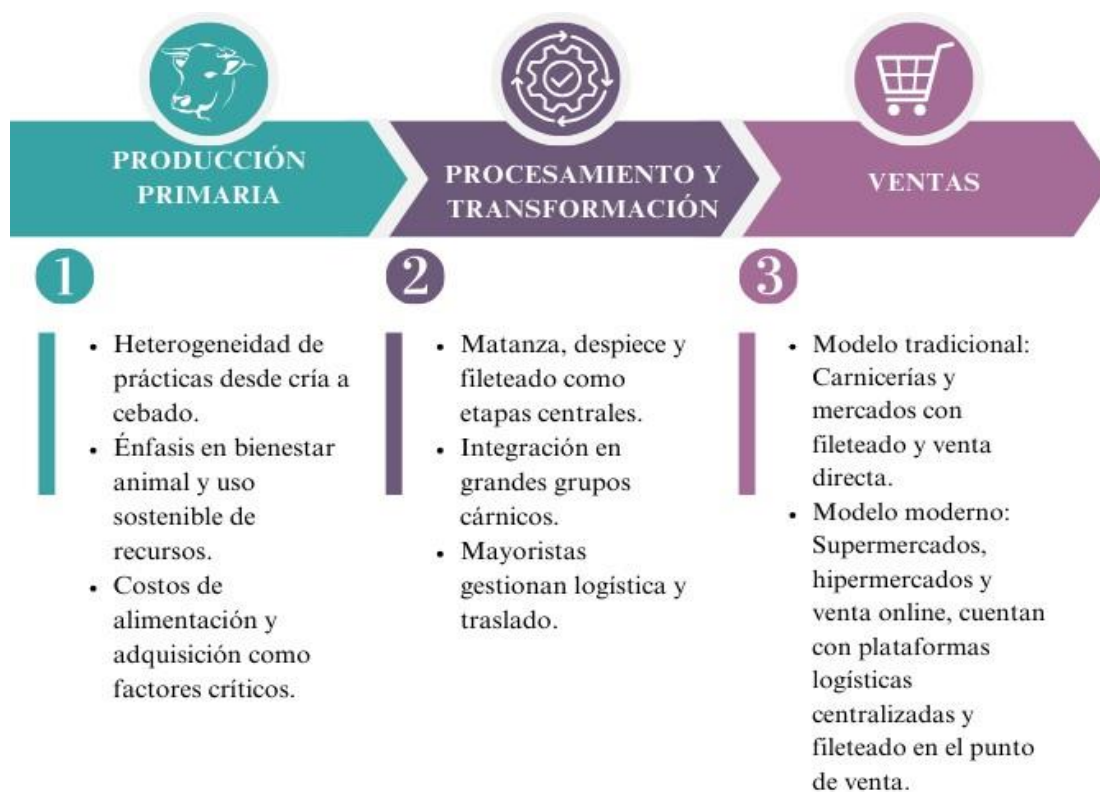 PRODUCCIÓN
PRIMARIA
PROCESAMIENTO Y
TRANSFORMACIÓN
VENTAS
1
• Heterogeneidad de
prácticas desde cría a
cebado.
• Énfasis en bienestar
animal y uso
sostenible de
recursos.
• Costos de
alimentación y
adquisición como
factores críticos.
2
• Matanza, despiece y
fileteado como
etapas centrales.
• Integración en
grandes grupos
cárnicos.
• Mayoristas
gestionan logística y
traslado.
3
• Modelo tradicional:
Carnicerías y
mercados con
fileteado y venta
directa.
• Modelo moderno:
Supermercados,
hipermercados y
venta online, cuentan
con plataformas
logísticas
centralizadas y
fileteado en el punto
de venta.